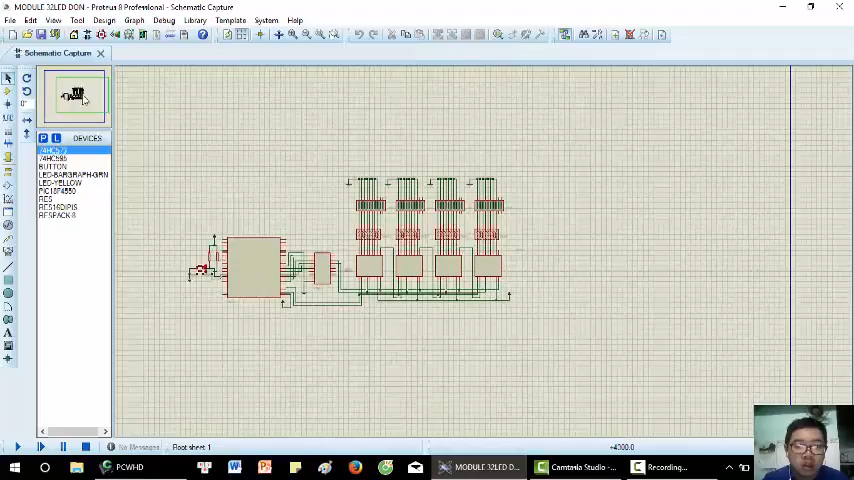 MODULE 32LED DON - Proteus 8 Professional - Schematic Capture
File Edit View Tool Design Graph Debug Library Template System Help
Schematic Capture
0°
P L DEVICES
74HC573
74HC595
BUTTON
LED-BARGRAPH-GRN
LED-YELLOW
PIC18F4550
RES
RES16DIPIS
RESPACK-8
No Messages Root sheet 1 +4000.0
PCWHD MODULE 32LED D... Camtasia Studio -... Recording...